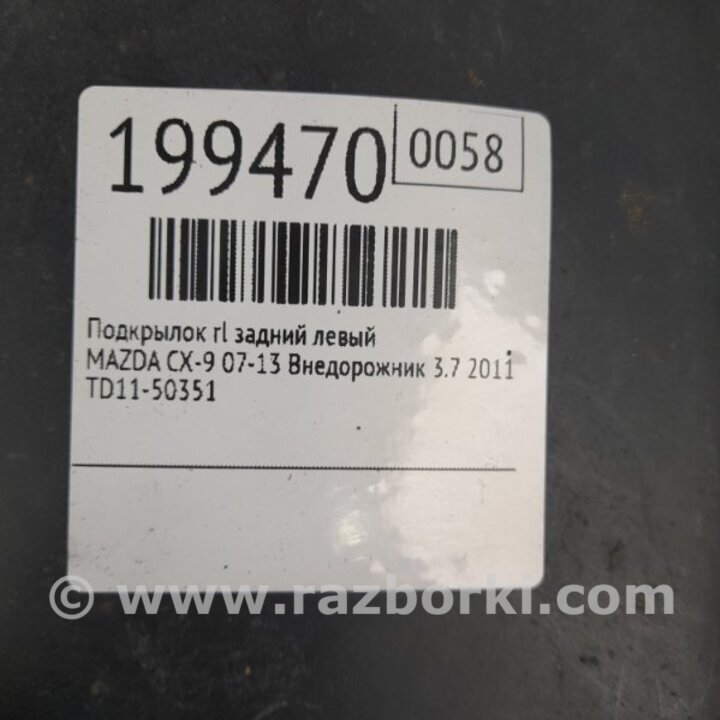 199470 0058
Подкрылок rl задний левый
MAZDA CX-9 07-13 Внедорожник 3.7 2011
TD11-50351
© www.razborki.com